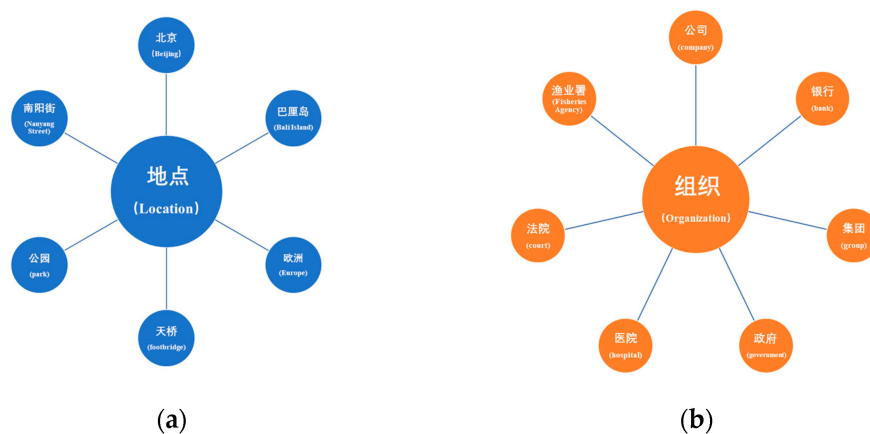 北京
(Beijing)
南阳街
(Nanyang
Street)
巴厘岛
(Bali Island)
地点
(Location)
公园
(park)
欧洲
(Europe)
天桥
(footbridge)
(a)
公司
(company)
渔业署
(Fisheries
Agency)
银行
(bank)
组织
(Organization)
法院
(court)
集团
(group)
医院
(hospital)
政府
(government)
(b)